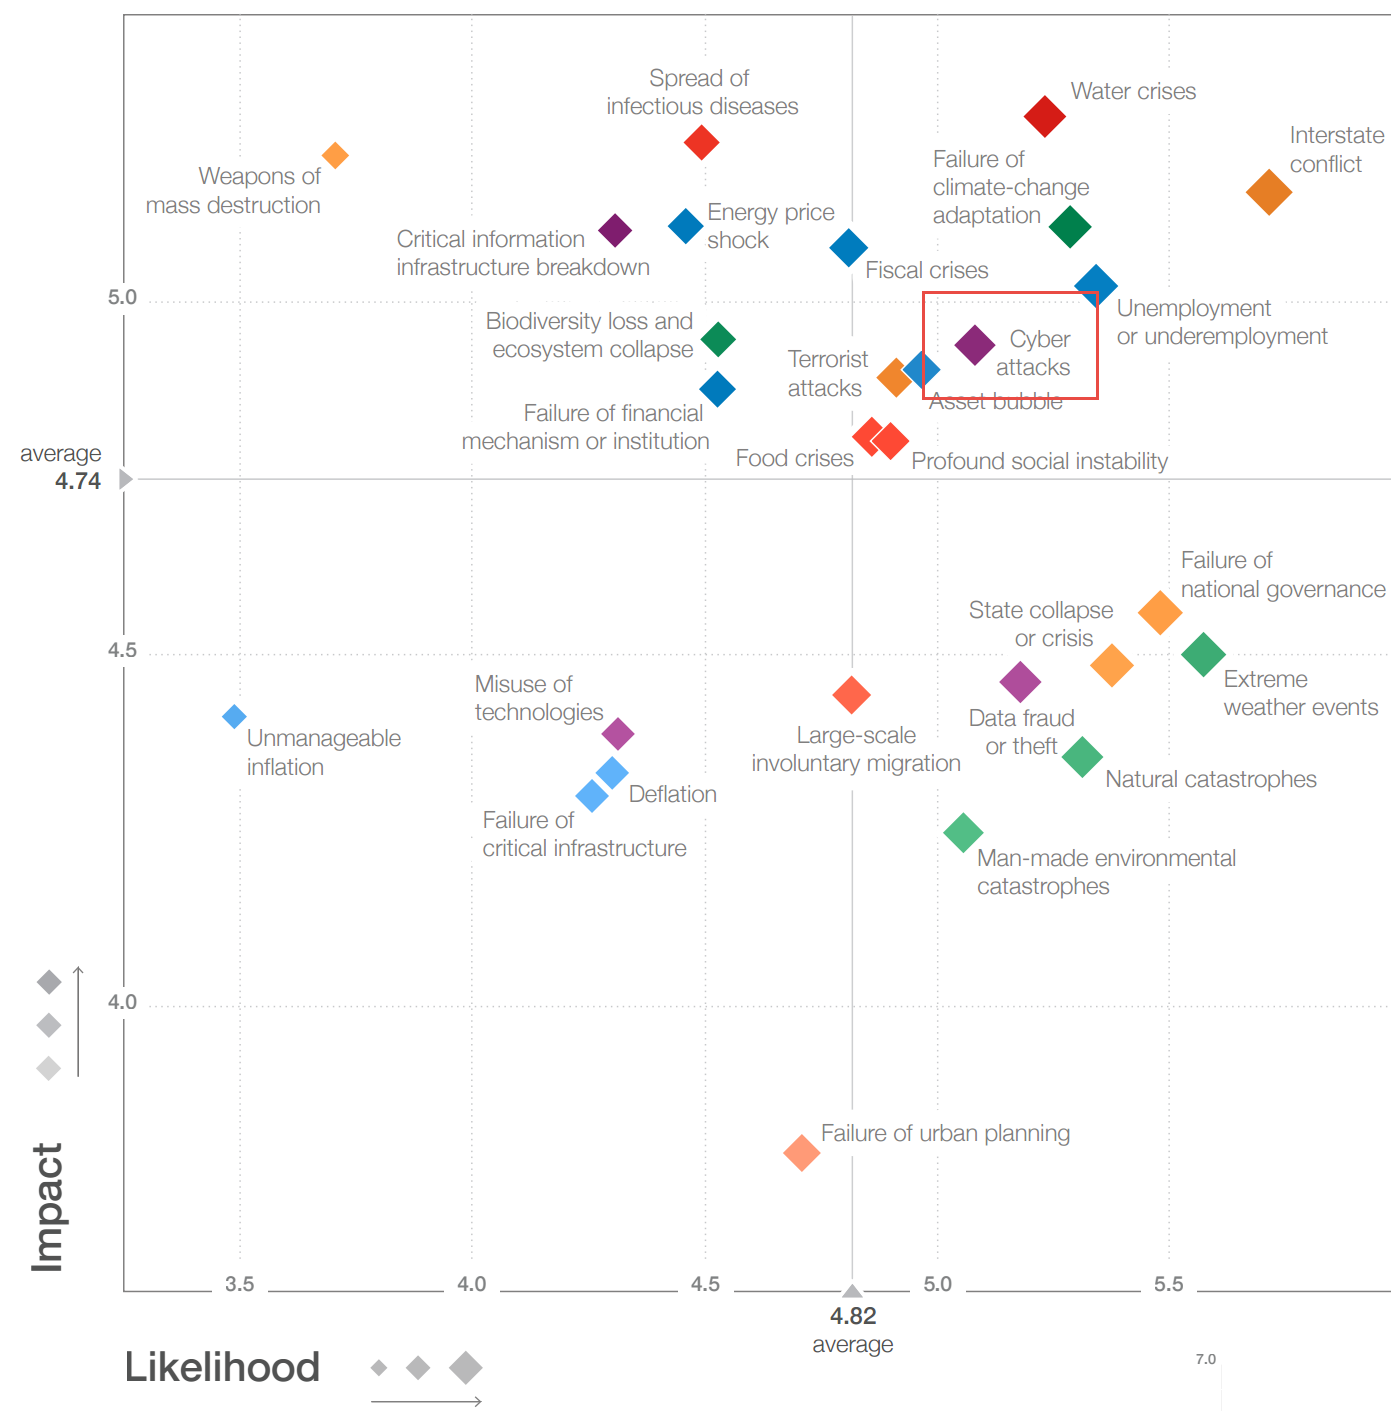 Spread of
infectious diseases
Water crises
Interstate
conflict
Weapons of
mass destruction
Failure of
climate-change
adaptation
Energy price
shock
Critical information
infrastructure breakdown
Fiscal crises
5.0
Unemployment
or underemployment
Biodiversity loss and
ecosystem collapse
Cyber
attacks
Terrorist
attacks
Asset bubble
Failure of financial
mechanism or institution
Food crises
Profound social instability
average
4.74
Failure of
national governance
State collapse
or crisis
4.5
Extreme
weather events
Misuse of
technologies
Data fraud
or theft
Large-scale
involuntary migration
Unmanageable
inflation
Natural catastrophes
Deflation
Failure of
critical infrastructure
Man-made environmental
catastrophes
4.0
Impact
Failure of urban planning
3.5
4.0
4.5
5.0
5.5
4.82
average
Likelihood
7.0